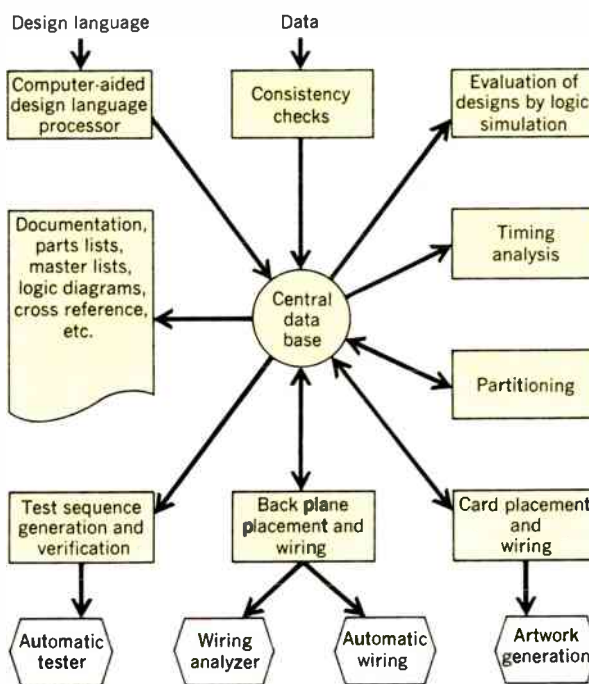 Design language
Data
Computer-aided
design language
processor
Consistency
checks
Evaluation of
designs by logic
simulation
Documentation,
parts lists,
master lists,
logic diagrams,
cross reference,
etc.
Central
data
base
Timing
analysis
Partitioning
Test sequence
generation and
verification
Back plane
placement and
wiring
Card placement
and
wiring
Automatic
tester
Wiring
analyzer
Automatic
wiring
Artwork
generation